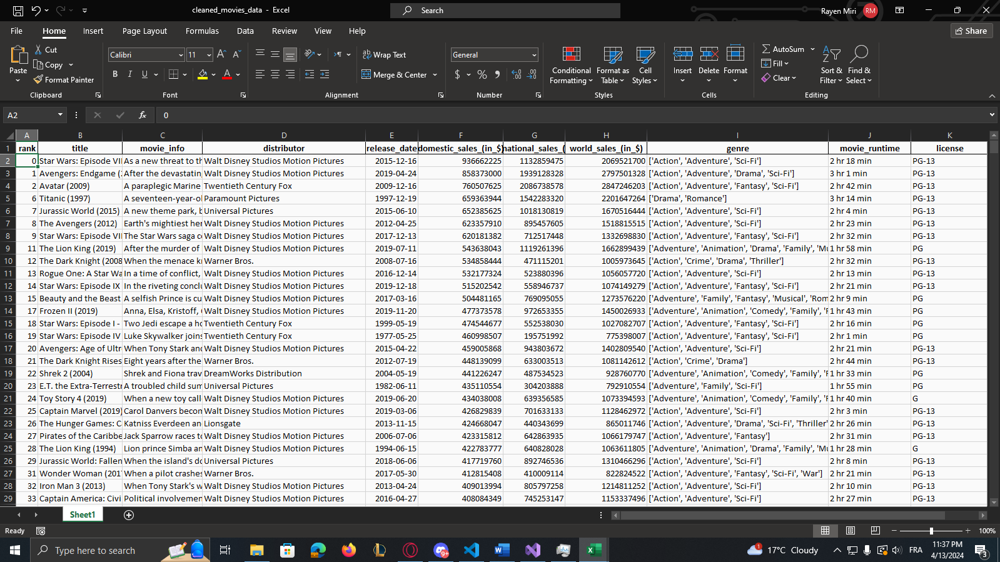 cleaned_movies_data - Excel
Search
Rayen Miri RM
File Home Insert Page Layout Formulas Data Review View Help Share
Paste Cut Copy Format Painter Clipboard
Calibri 11 B I U Font
Wrap Text Merge & Center Alignment
General $ % Number
Conditional Formatting Format as Table Cell Styles Styles
Insert Delete Format Cells
AutoSum Fill Clear Sort & Filter Find & Select Editing
A2 fx 0
A B C D E F G H I J K
1 rank title movie_info distributor release_date domestic_sales_(in_$) national_sales_( world_sales_(in_$) genre movie_runtime license
2 0 Star Wars: Episode VI As a new threat to th Walt Disney Studios Motion Pictures 2015-12-16 936662225 1132859475 2069521700 ['Action', 'Adventure', 'Sci-Fi'] 2 hr 18 min PG-13
3 1 Avengers: Endgame (2 After the devastating Walt Disney Studios Motion Pictures 2019-04-24 858373000 1939128328 2797501328 ['Action', 'Adventure', 'Drama', 'Sci-Fi'] 3 hr 1 min PG-13
4 2 Avatar (2009) A paraplegic Marine Twentieth Century Fox 2009-12-16 760507625 2086738578 2847246203 ['Action', 'Adventure', 'Fantasy', 'Sci-Fi'] 2 hr 42 min PG-13
5 6 Titanic (1997) A seventeen-year-ol Paramount Pictures 1997-12-19 659363944 1542283320 2201647264 ['Drama', 'Romance'] 3 hr 14 min PG-13
6 7 Jurassic World (2015) A new theme park, b Universal Pictures 2015-06-10 652385625 1018130819 1670516444 ['Action', 'Adventure', 'Sci-Fi'] 2 hr 4 min PG-13
7 8 The Avengers (2012) Earth's mightiest her Walt Disney Studios Motion Pictures 2012-04-25 623357910 895457605 1518815515 ['Action', 'Adventure', 'Sci-Fi'] 2 hr 23 min PG-13
8 9 Star Wars: Episode VI The Star Wars saga co Walt Disney Studios Motion Pictures 2017-12-13 620181382 712517448 1332698830 ['Action', 'Adventure', 'Fantasy', 'Sci-Fi'] 2 hr 32 min PG-13
9 11 The Lion King (2019) After the murder of Walt Disney Studios Motion Pictures 2019-07-11 543638043 1119261396 1662899439 ['Adventure', 'Animation', 'Drama', 'Family', 'Mu 1 hr 58 min PG
10 12 The Dark Knight (2008 When the menace kn Warner Bros. 2008-07-16 534858444 471115201 1005973645 ['Action', 'Crime', 'Drama', 'Thriller'] 2 hr 32 min PG-13
11 13 Rogue One: A Star Wa In a time of conflict, Walt Disney Studios Motion Pictures 2016-12-14 532177324 523880396 1056057720 ['Action', 'Adventure', 'Sci-Fi'] 2 hr 13 min PG-13
12 14 Star Wars: Episode IX In the riveting conclu Walt Disney Studios Motion Pictures 2019-12-18 515202542 558946737 1074149279 ['Action', 'Adventure', 'Fantasy', 'Sci-Fi'] 2 hr 21 min PG-13
13 15 Beauty and the Beast A selfish Prince is cu Walt Disney Studios Motion Pictures 2017-03-16 504481165 769095055 1273576220 ['Adventure', 'Family', 'Fantasy', 'Musical', 'Rom 2 hr 9 min PG
14 17 Frozen II (2019) Anna, Elsa, Kristoff, Walt Disney Studios Motion Pictures 2019-11-20 477373578 972653355 1450026933 ['Adventure', 'Animation', 'Comedy', 'Family', 'F 1 hr 43 min PG
15 18 Star Wars: Episode I - Two Jedi escape a ho Twentieth Century Fox 1999-05-19 474544677 552538030 1027082707 ['Action', 'Adventure', 'Fantasy', 'Sci-Fi'] 2 hr 16 min PG
16 19 Star Wars: Episode IV Luke Skywalker joins Twentieth Century Fox 1977-05-25 460998507 195751992 775398007 ['Action', 'Adventure', 'Fantasy', 'Sci-Fi'] 2 hr 1 min PG
17 20 Avengers: Age of Ultr When Tony Stark and Walt Disney Studios Motion Pictures 2015-04-22 459005868 943803672 1402809540 ['Action', 'Adventure', 'Sci-Fi'] 2 hr 21 min PG-13
18 21 The Dark Knight Rises Eight years after the Warner Bros. 2012-07-19 448139099 633003513 1081142612 ['Action', 'Crime', 'Drama'] 2 hr 44 min PG-13
19 22 Shrek 2 (2004) Shrek and Fiona trav DreamWorks Distribution 2004-05-19 441226247 487534523 928760770 ['Adventure', 'Animation', 'Comedy', 'Family', 'F 1 hr 33 min PG
20 23 E.T. the Extra-Terrestr A troubled child sum Universal Pictures 1982-06-11 435110554 304203888 792910554 ['Adventure', 'Family', 'Sci-Fi'] 1 hr 55 min PG
21 24 Toy Story 4 (2019) When a new toy call Walt Disney Studios Motion Pictures 2019-06-20 434038008 639356585 1073394593 ['Adventure', 'Animation', 'Comedy', 'Family', 'F 1 hr 40 min G
22 25 Captain Marvel (2019) Carol Danvers becom Walt Disney Studios Motion Pictures 2019-03-06 426829839 701633133 1128462972 ['Action', 'Adventure', 'Sci-Fi'] 2 hr 3 min PG-13
23 26 The Hunger Games: C Katniss Everdeen and Lionsgate 2013-11-15 424668047 440343699 865011746 ['Action', 'Adventure', 'Drama', 'Sci-Fi', 'Thriller' 2 hr 26 min PG-13
24 27 Pirates of the Caribbe Jack Sparrow races to Walt Disney Studios Motion Pictures 2006-07-06 423315812 642863935 1066179747 ['Action', 'Adventure', 'Fantasy'] 2 hr 31 min PG-13
25 28 The Lion King (1994) Lion prince Simba an Walt Disney Studios Motion Pictures 1994-06-15 422783777 640828028 1063611805 ['Adventure', 'Animation', 'Drama', 'Family', 'Mu 1 hr 28 min G
26 29 Jurassic World: Fallen When the island's do Universal Pictures 2018-06-06 417719760 892746536 1310466296 ['Action', 'Adventure', 'Sci-Fi'] 2 hr 8 min PG-13
27 31 Wonder Woman (201 When a pilot crashes Warner Bros. 2017-05-30 412815408 410009114 822824522 ['Action', 'Adventure', 'Fantasy', 'Sci-Fi', 'War'] 2 hr 21 min PG-13
28 32 Iron Man 3 (2013) When Tony Stark's w Walt Disney Studios Motion Pictures 2013-04-24 409013994 805797258 1214811252 ['Action', 'Adventure', 'Sci-Fi'] 2 hr 10 min PG-13
29 33 Captain America: Civi Political involvemen Walt Disney Studios Motion Pictures 2016-04-27 408084349 745253147 1153337496 ['Action', 'Adventure', 'Sci-Fi'] 2 hr 27 min PG-13
Sheet1
Ready 100%
Type here to search 9+ 1 17°C Cloudy FRA 11:37 PM 4/13/2024 3